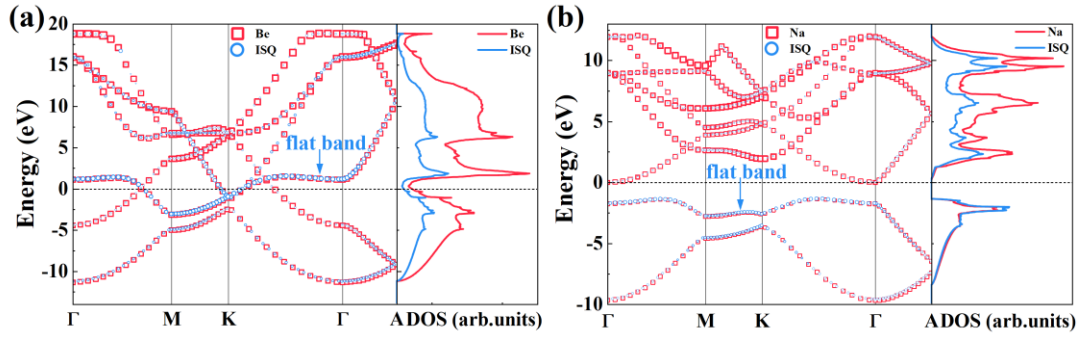 (a)
Energy (eV)
20
15
10
5
0
-5
-10
Be
ISQ
flat band
Be
ISQ
Γ M K Γ A DOS (arb.units)
(b)
Energy (eV)
10
5
0
-5
-10
Na
ISQ
flat band
Na
ISQ
Γ M K Γ A DOS (arb.units)